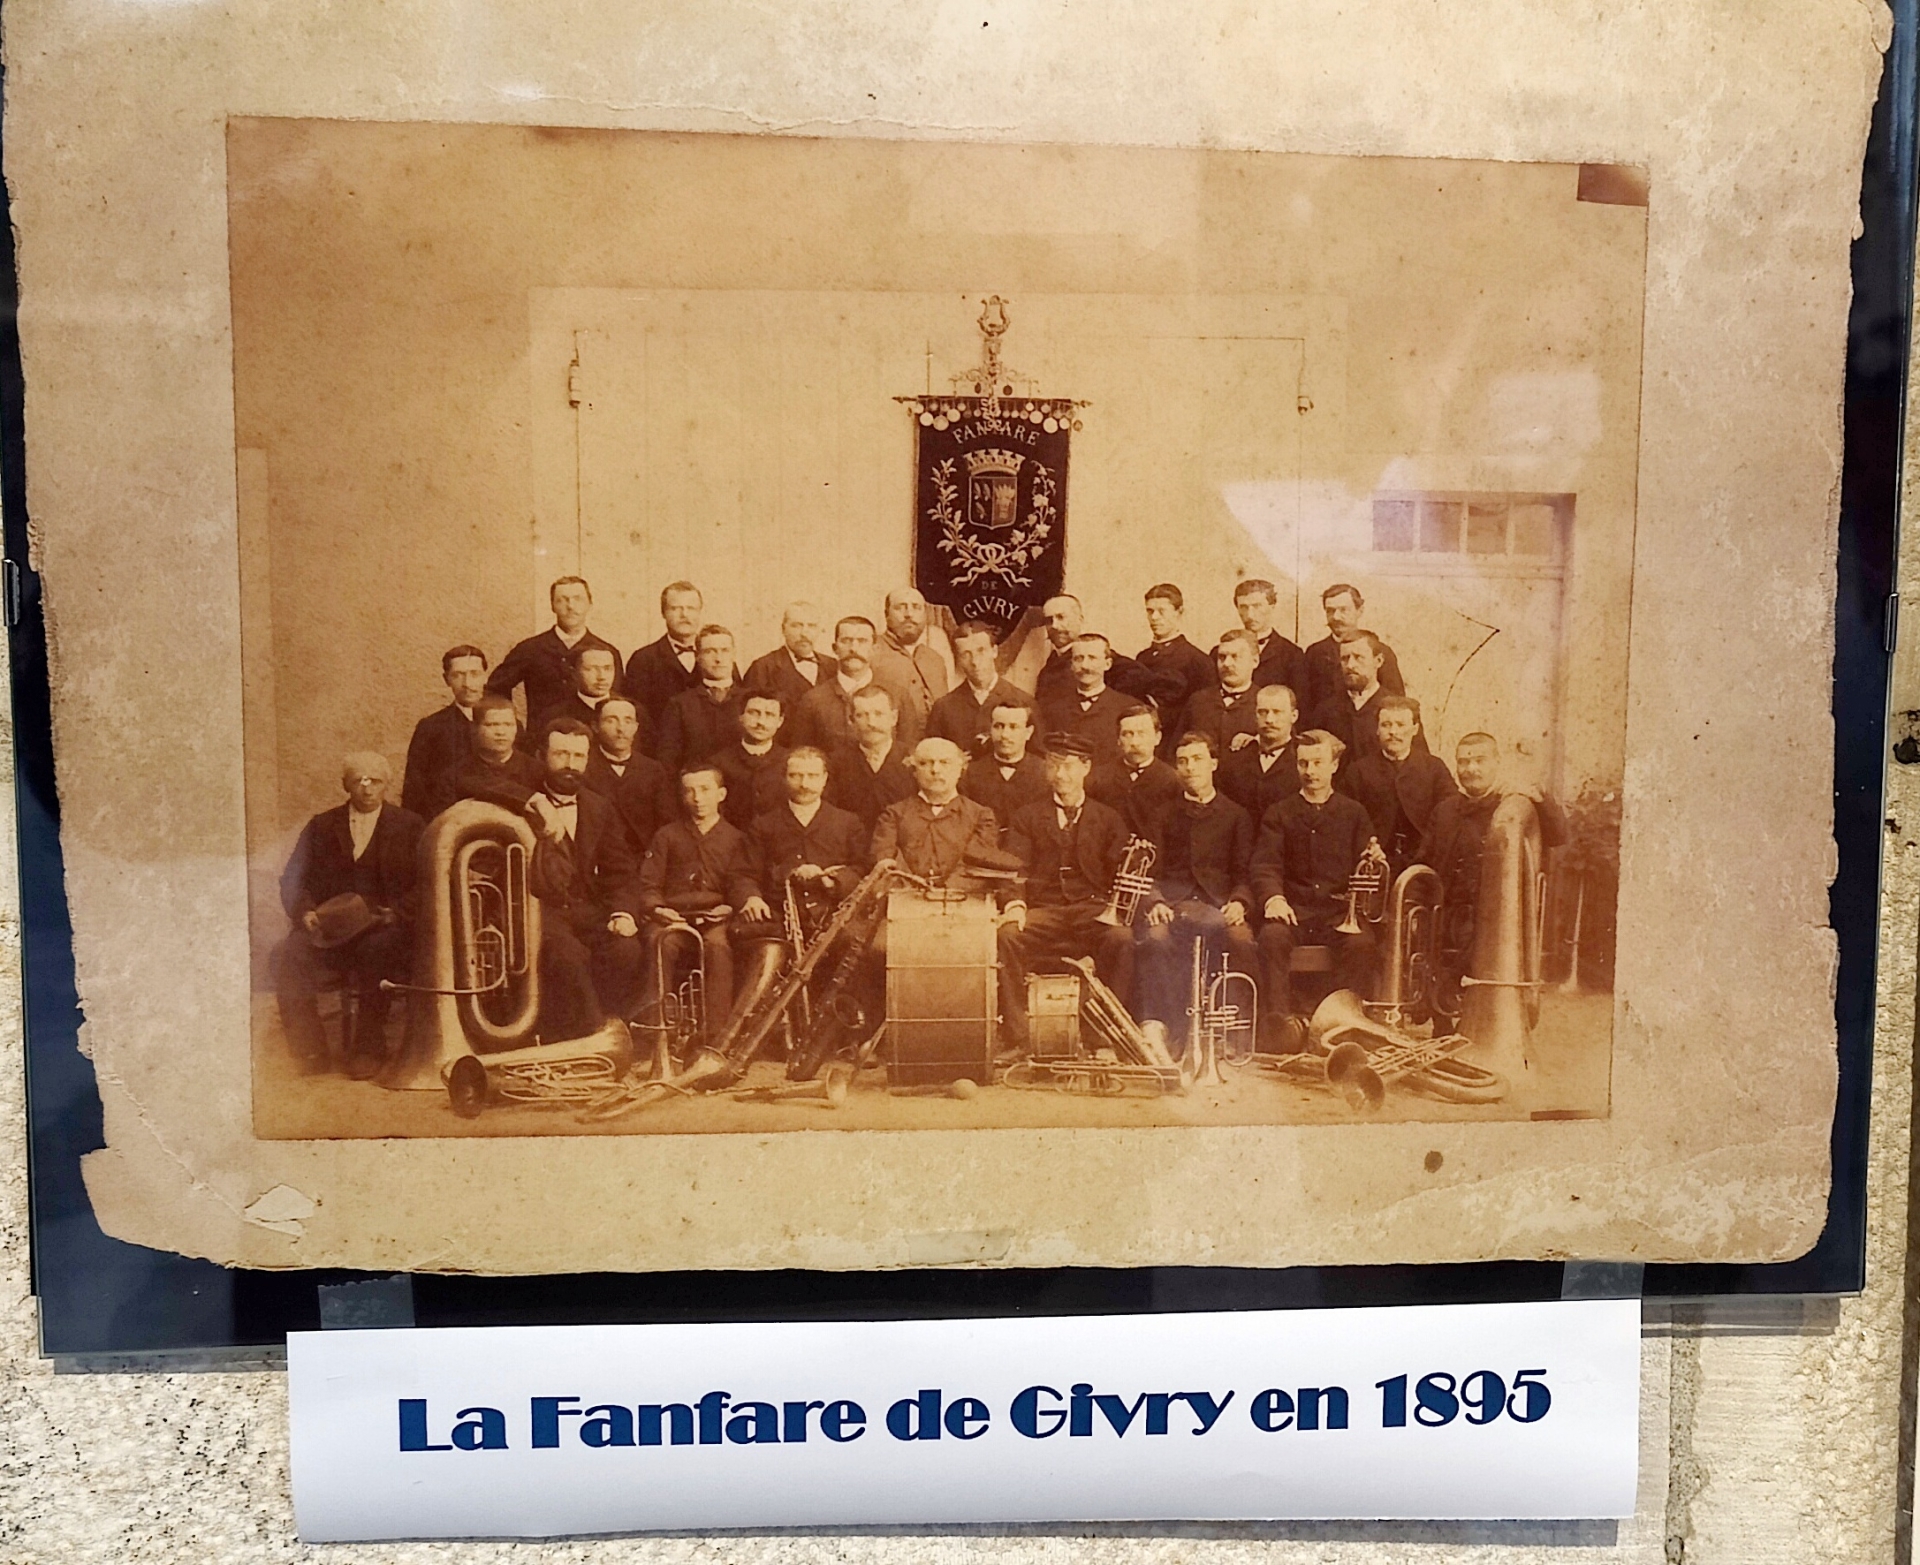 FANFARE
DE
GIVRY
La Fanfare de Givry en 1895